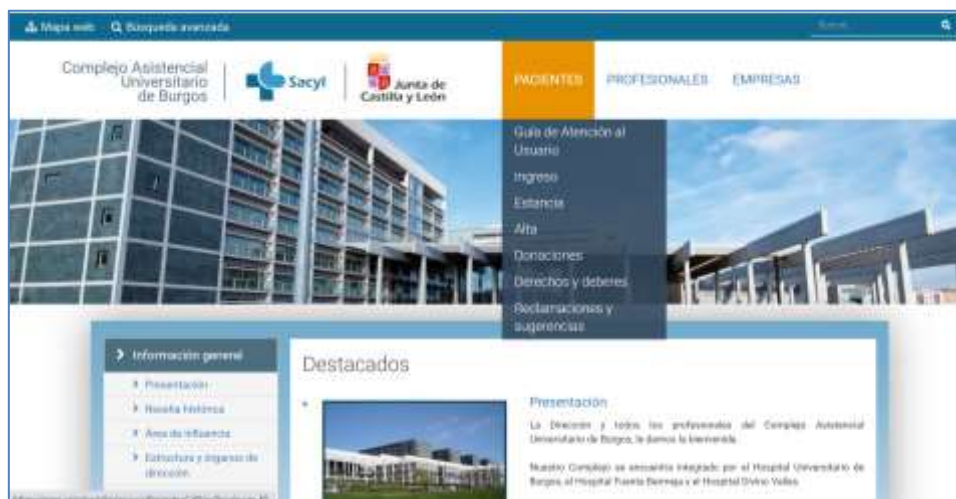 Mapa web Búsqueda avanzada
Buscar...
Complejo Asistencial
Universitario
de Burgos
Sacyl
Junta de
Castilla y León
PACIENTES PROFESIONALES EMPRESAS
Guía de Atención al
Usuario
Ingreso
Estancia
Alta
Donaciones
Derechos y deberes
Reclamaciones y
sugerencias
Información general
Presentación
Reseña histórica
Área de influencia
Estructura y órganos de
dirección
Destacados
Presentación
La Dirección y todos los profesionales del Complejo Asistencial
Universitario de Burgos, le damos la bienvenida.
Nuestro Complejo se encuentra integrado por el Hospital Universitario de
Burgos, el Hospital Fuente Bermeja y el Hospital Divino Valles.